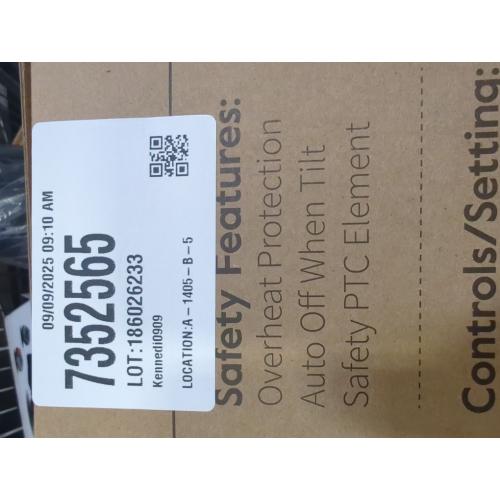 09/09/2025 09:10 AM
7352565
LOT:186026233
Kennedii0909
LOCATION:A - 1405 - B - 5
Safety Features:
Overheat Protection
Auto Off When Tilt
Safety PTC Element
Controls/Setting: